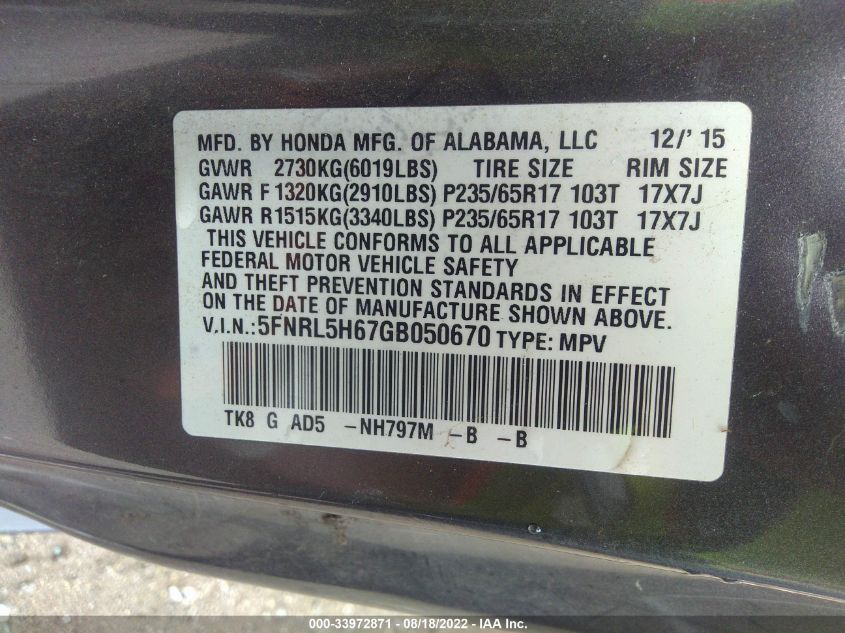 MFD. BY HONDA MFG. OF ALABAMA, LLC 12/' 15
GVWR 2730KG(6019LBS) TIRE SIZE RIM SIZE
GAWR F 1320KG(2910LBS) P235/65R17 103T 17X7J
GAWR R1515KG(3340LBS) P235/65R17 103T 17X7J
THIS VEHICLE CONFORMS TO ALL APPLICABLE
FEDERAL MOTOR VEHICLE SAFETY
AND THEFT PREVENTION STANDARDS IN EFFECT
ON THE DATE OF MANUFACTURE SHOWN ABOVE.
V.I.N.:5FNRL5H67GB050670 TYPE: MPV
TK8 G AD5 -NH797M -B -B
000-33972871 - 08/18/2022 - IAA Inc.